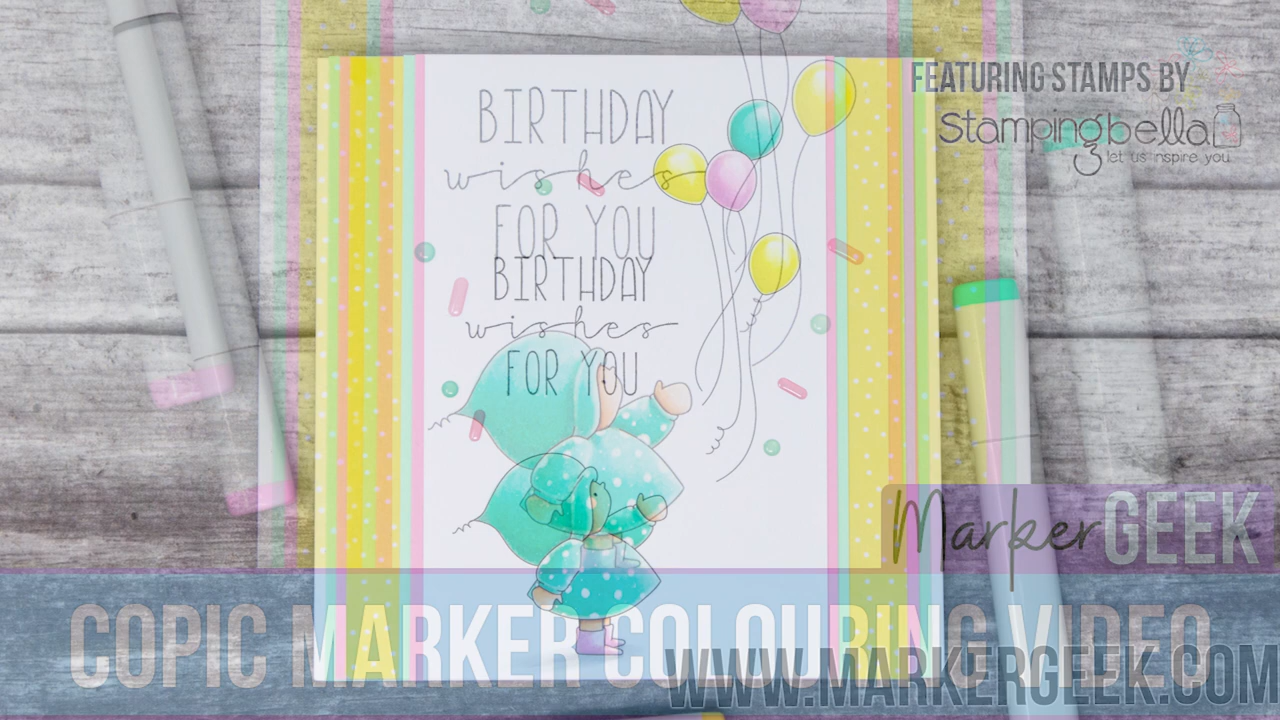 FEATURING STAMPS BY
Stampingbella
let us inspire you.
BIRTHDAY
wishes
FOR YOU
BIRTHDAY
wishes
FOR YOU
MarkerGEEK
COPIC MARKER COLOURING VIDEO
WWW.MARKERGEEK.COM